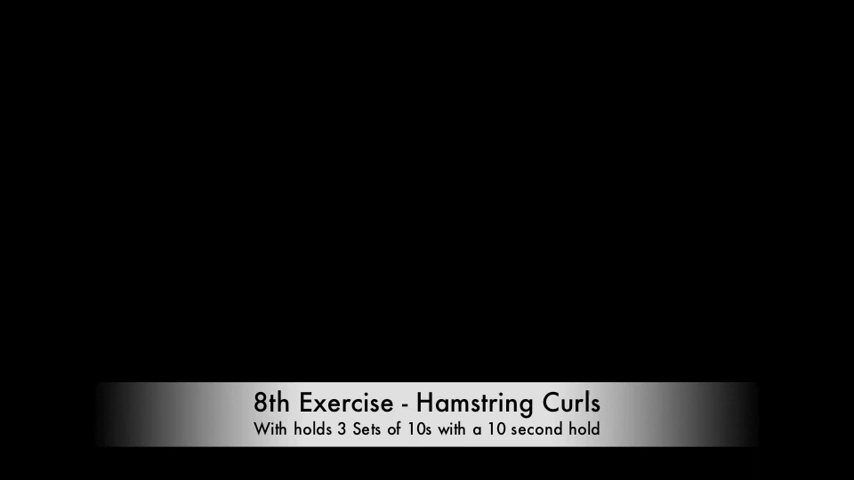 8th Exercise - Hamstring Curls
With holds 3 Sets of 10s with a 10 second hold